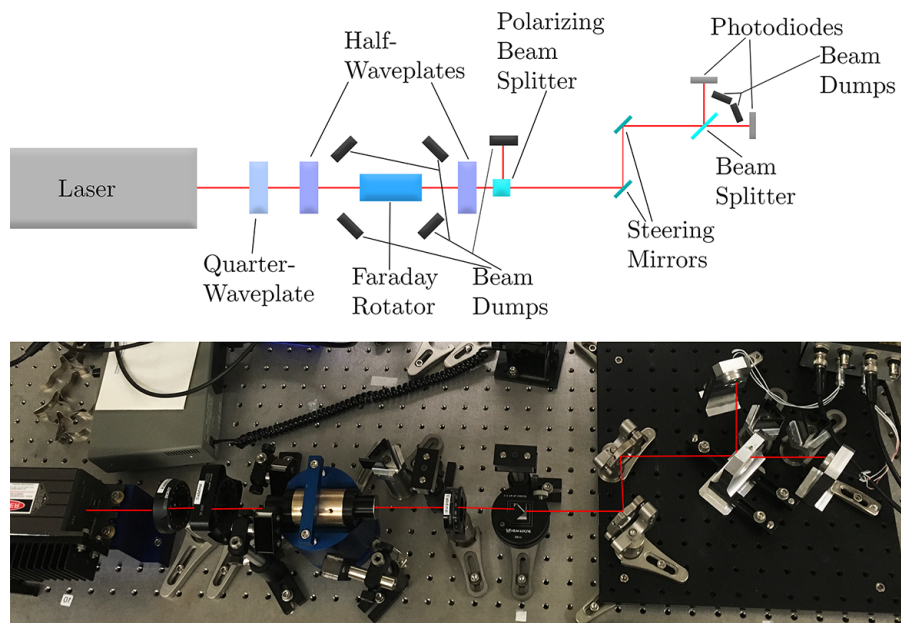 Half-
Waveplates
Polarizing
Beam
Splitter
Photodiodes
Beam
Dumps
Laser
Beam
Splitter
Steering
Mirrors
Quarter-
Waveplate
Faraday
Rotator
Beam
Dumps